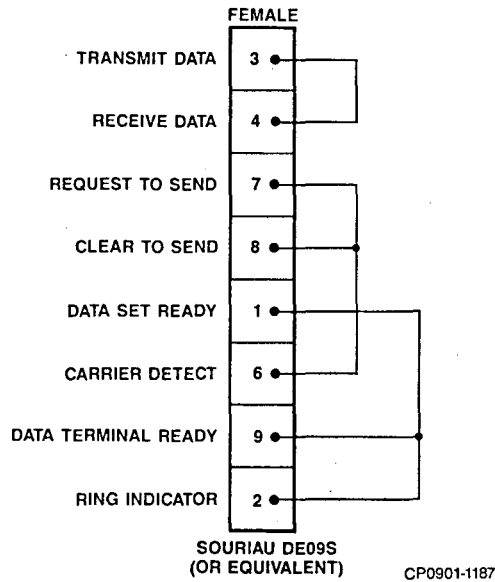 FEMALE
TRANSMIT DATA 3
RECEIVE DATA 4
REQUEST TO SEND 7
CLEAR TO SEND 8
DATA SET READY 1
CARRIER DETECT 6
DATA TERMINAL READY 9
RING INDICATOR 2
SOURIAU DE09S
(OR EQUIVALENT)
CP0901-1187